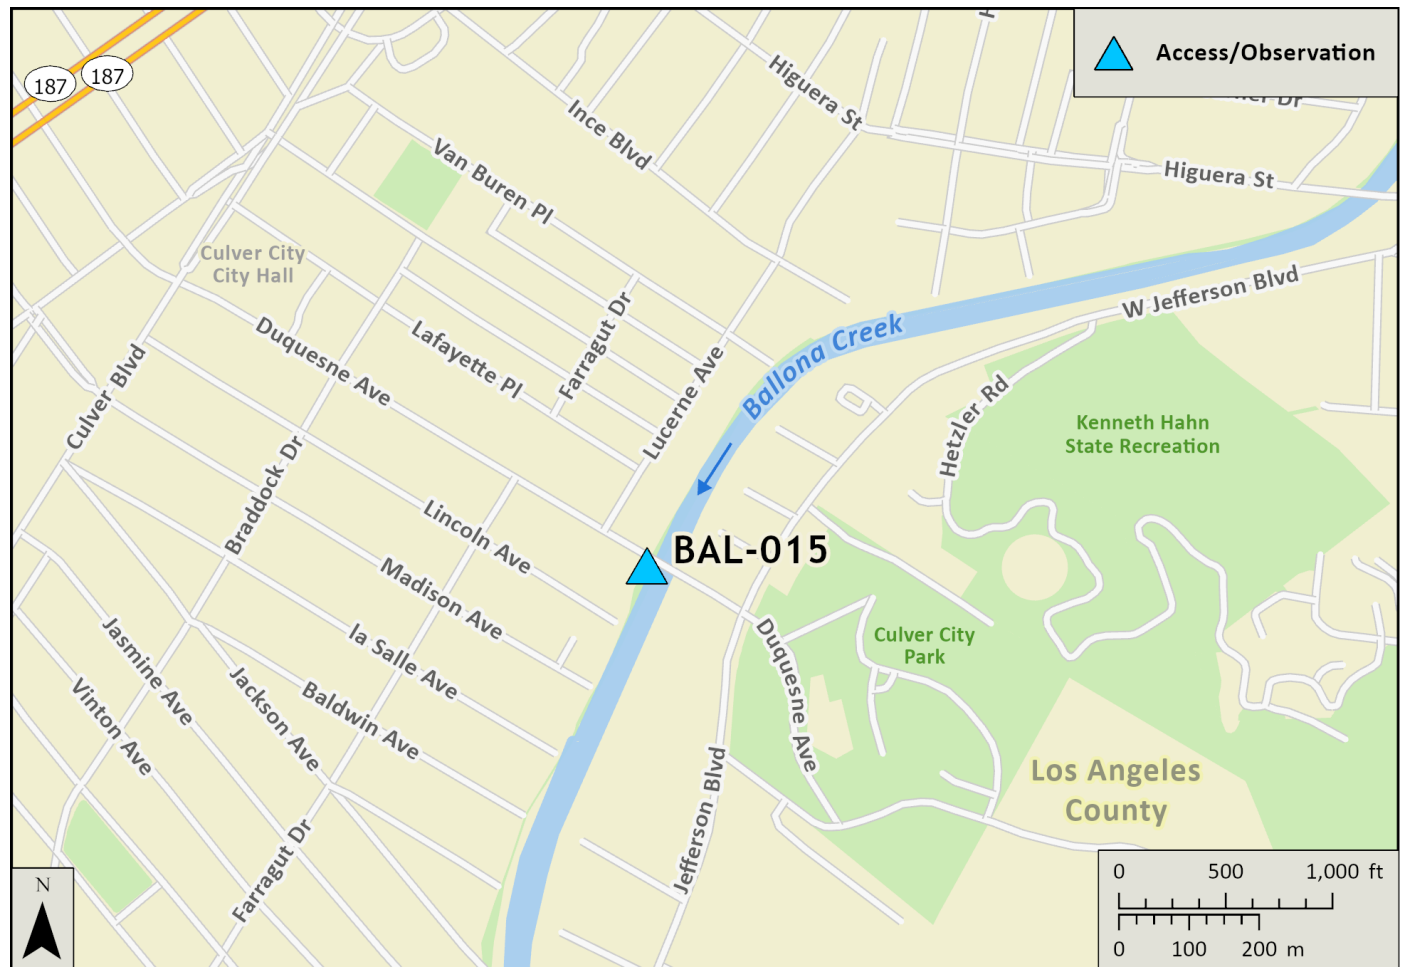 187
187
Access/Observation
Higuera St
Ince Blvd
Van Buren Pl
Higuera St
Culver City
City Hall
W Jefferson Blvd
Farragut Dr
Ballona Creek
Duquesne Ave
Lafayette Pl
Lucerne Ave
Culver Blvd
Hetzler Rd
Kenneth Hahn
State Recreation
Braddock Dr
Lincoln Ave
BAL-015
Madison Ave
la Salle Ave
Jasmine Ave
Duquesne Ave
Culver City
Park
Jackson Ave
Baldwin Ave
Vinton Ave
Jefferson Blvd
Los Angeles
County
Farragut Dr
N
0 500 1,000 ft
0 100 200 m